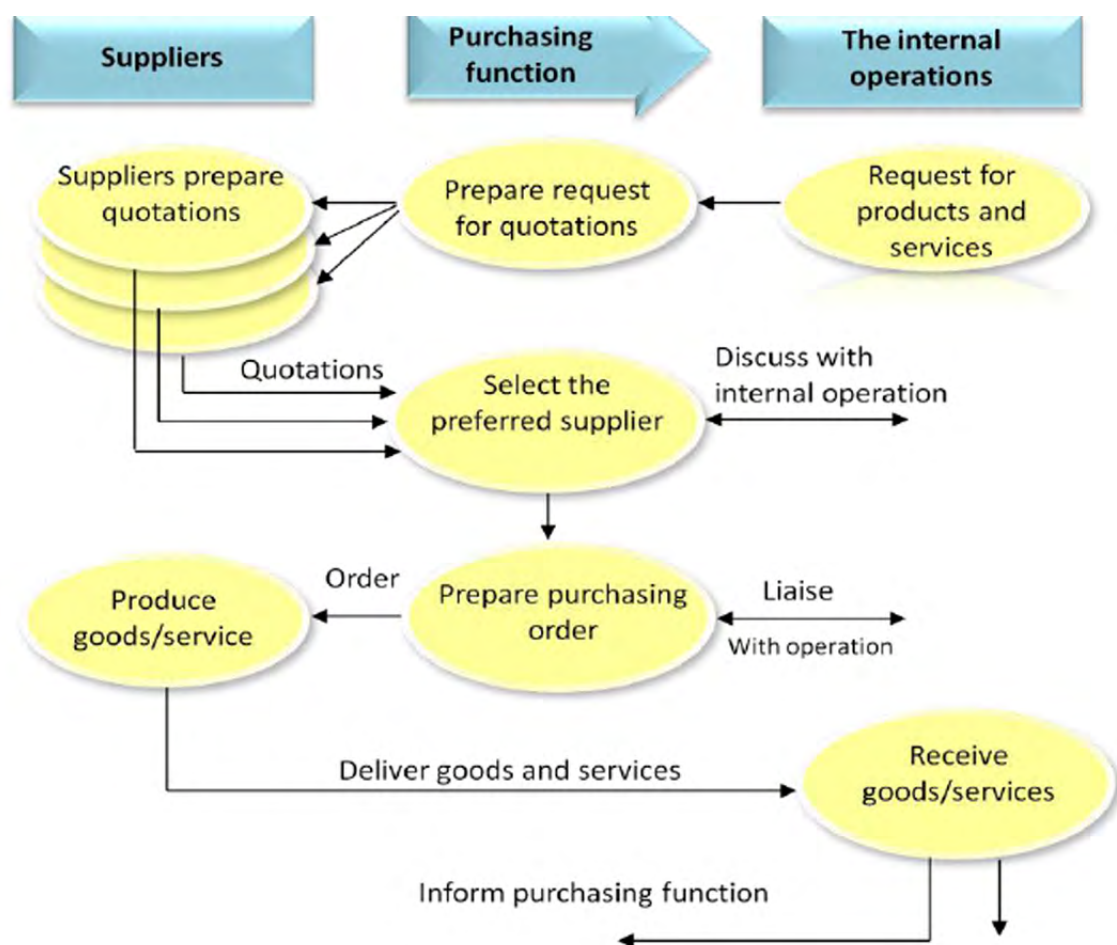 Suppliers
Purchasing
function
The internal
operations
Suppliers prepare
quotations
Prepare request
for quotations
Request for
products and
services
Quotations
Select the
preferred supplier
Discuss with
internal operation
Produce
goods/service
Order
Prepare purchasing
order
Liaise
With operation
Deliver goods and services
Receive
goods/services
Inform purchasing function